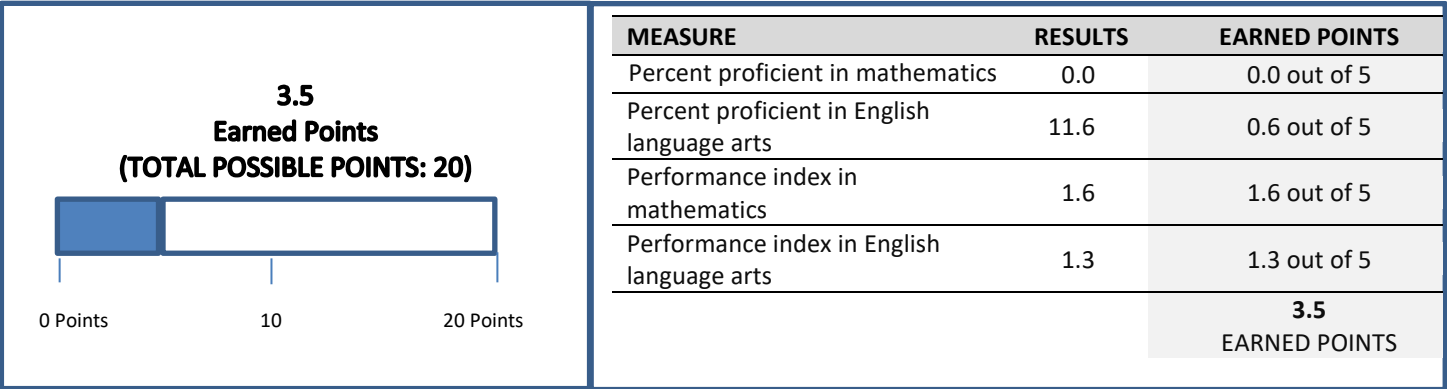 3.5
Earned Points
(TOTAL POSSIBLE POINTS: 20)
0 Points 10 20 Points
MEASURE RESULTS EARNED POINTS
Percent proficient in mathematics 0.0 0.0 out of 5
Percent proficient in English
language arts 11.6 0.6 out of 5
Performance index in
mathematics 1.6 1.6 out of 5
Performance index in English
language arts 1.3 1.3 out of 5
3.5
EARNED POINTS